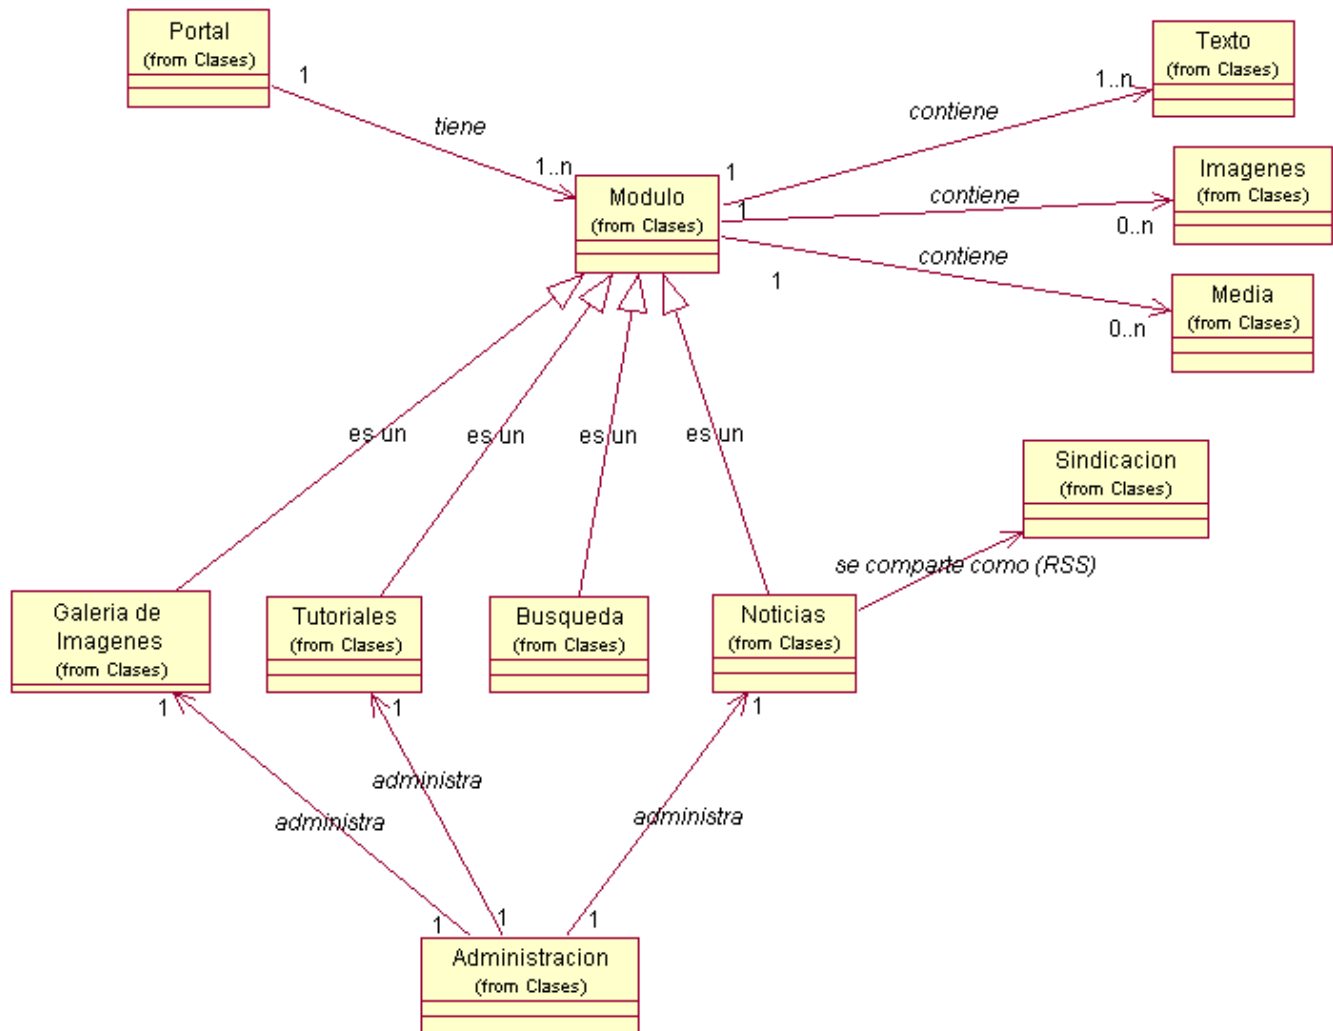 Portal
(from Clases)
1
tiene
1..n
Modulo
(from Clases)
1
contiene
1..n
Texto
(from Clases)
1
contiene
0..n
Imagenes
(from Clases)
1
contiene
0..n
Media
(from Clases)
es un
es un
es un
es un
Sindicacion
(from Clases)
se comparte como (RSS)
Galeria de
Imagenes
(from Clases)
Tutoriales
(from Clases)
Busqueda
(from Clases)
Noticias
(from Clases)
1
1
1
administra
administra
administra
1
1
1
Administracion
(from Clases)